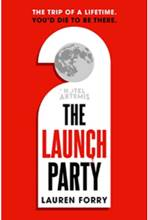 THE TRIP OF A LIFETIME.
YOU'D DIE TO BE THERE.
HOTEL
ARTEMIS
THE
LAUNCH
PARTY
LAUREN FORRY